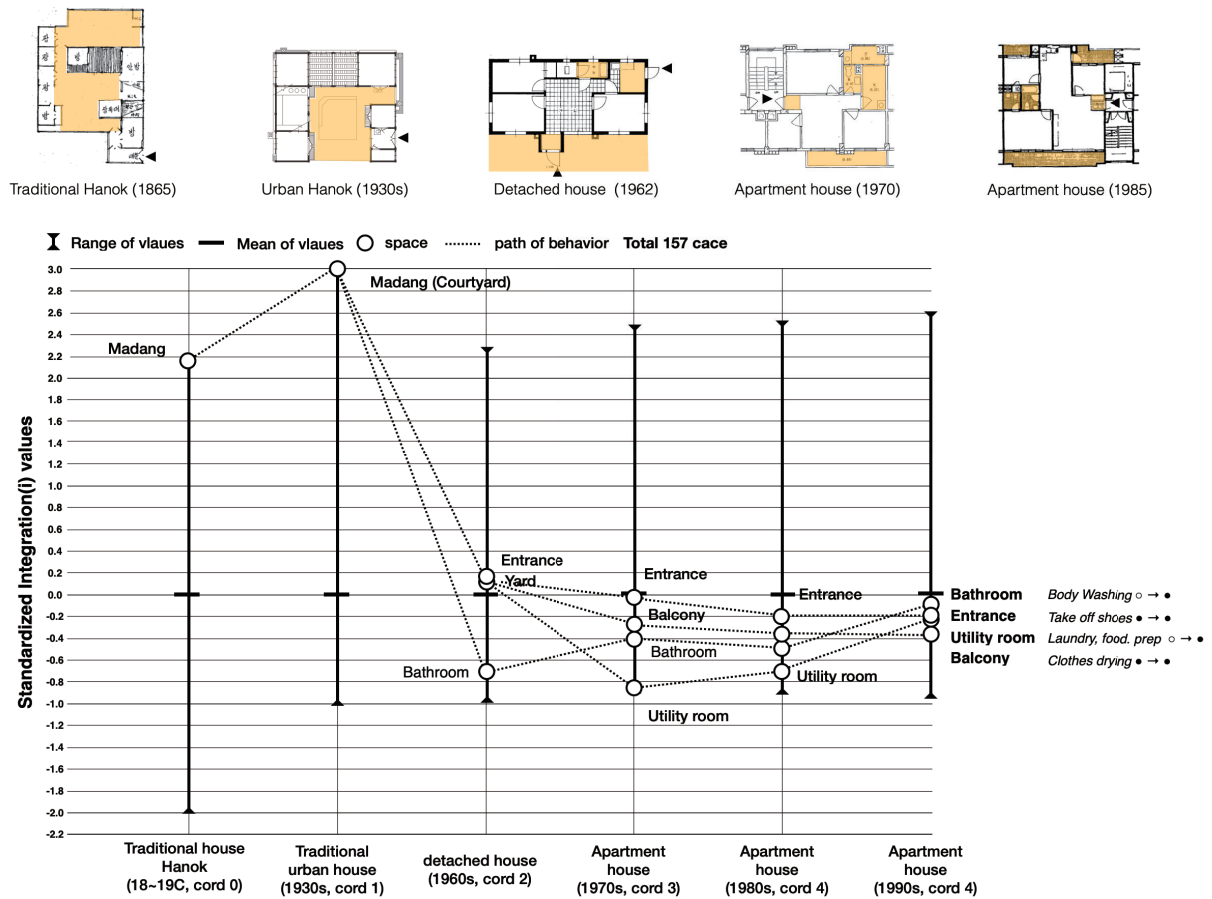 Traditional Hanok (1865)
Urban Hanok (1930s)
Detached house (1962)
Apartment house (1970)
Apartment house (1985)
Range of vlaues
Mean of vlaues
space
path of behavior
Total 157 cace
Standardized Integration(i) values
3.0
2.8
2.6
2.4
2.2
2.0
1.8
1.6
1.4
1.2
1.0
0.8
0.6
0.4
0.2
0.0
-0.2
-0.4
-0.6
-0.8
-1.0
-1.2
-1.4
-1.6
-1.8
-2.0
-2.2
Madang
Madang (Courtyard)
Entrance
Yard
Bathroom
Entrance
Balcony
Bathroom
Utility room
Entrance
Utility room
Bathroom Body Washing ○ → ●
Entrance Take off shoes ● → ●
Utility room Laundry, food. prep ○ → ●
Balcony Clothes drying ● → ●
Traditional house
Hanok
(18~19C, cord 0)
Traditional
urban house
(1930s, cord 1)
detached house
(1960s, cord 2)
Apartment
house
(1970s, cord 3)
Apartment
house
(1980s, cord 4)
Apartment
house
(1990s, cord 4)